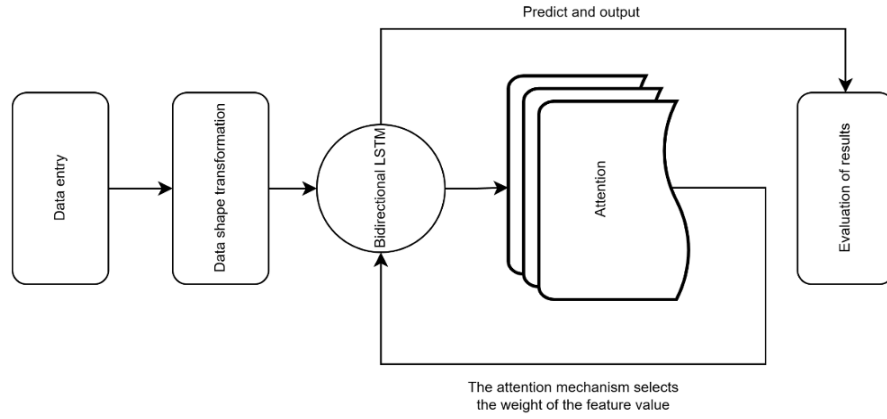 Predict and output
Data entry
Data shape transformation
Bidirectional LSTM
Attention
Evaluation of results
The attention mechanism selects
the weight of the feature value